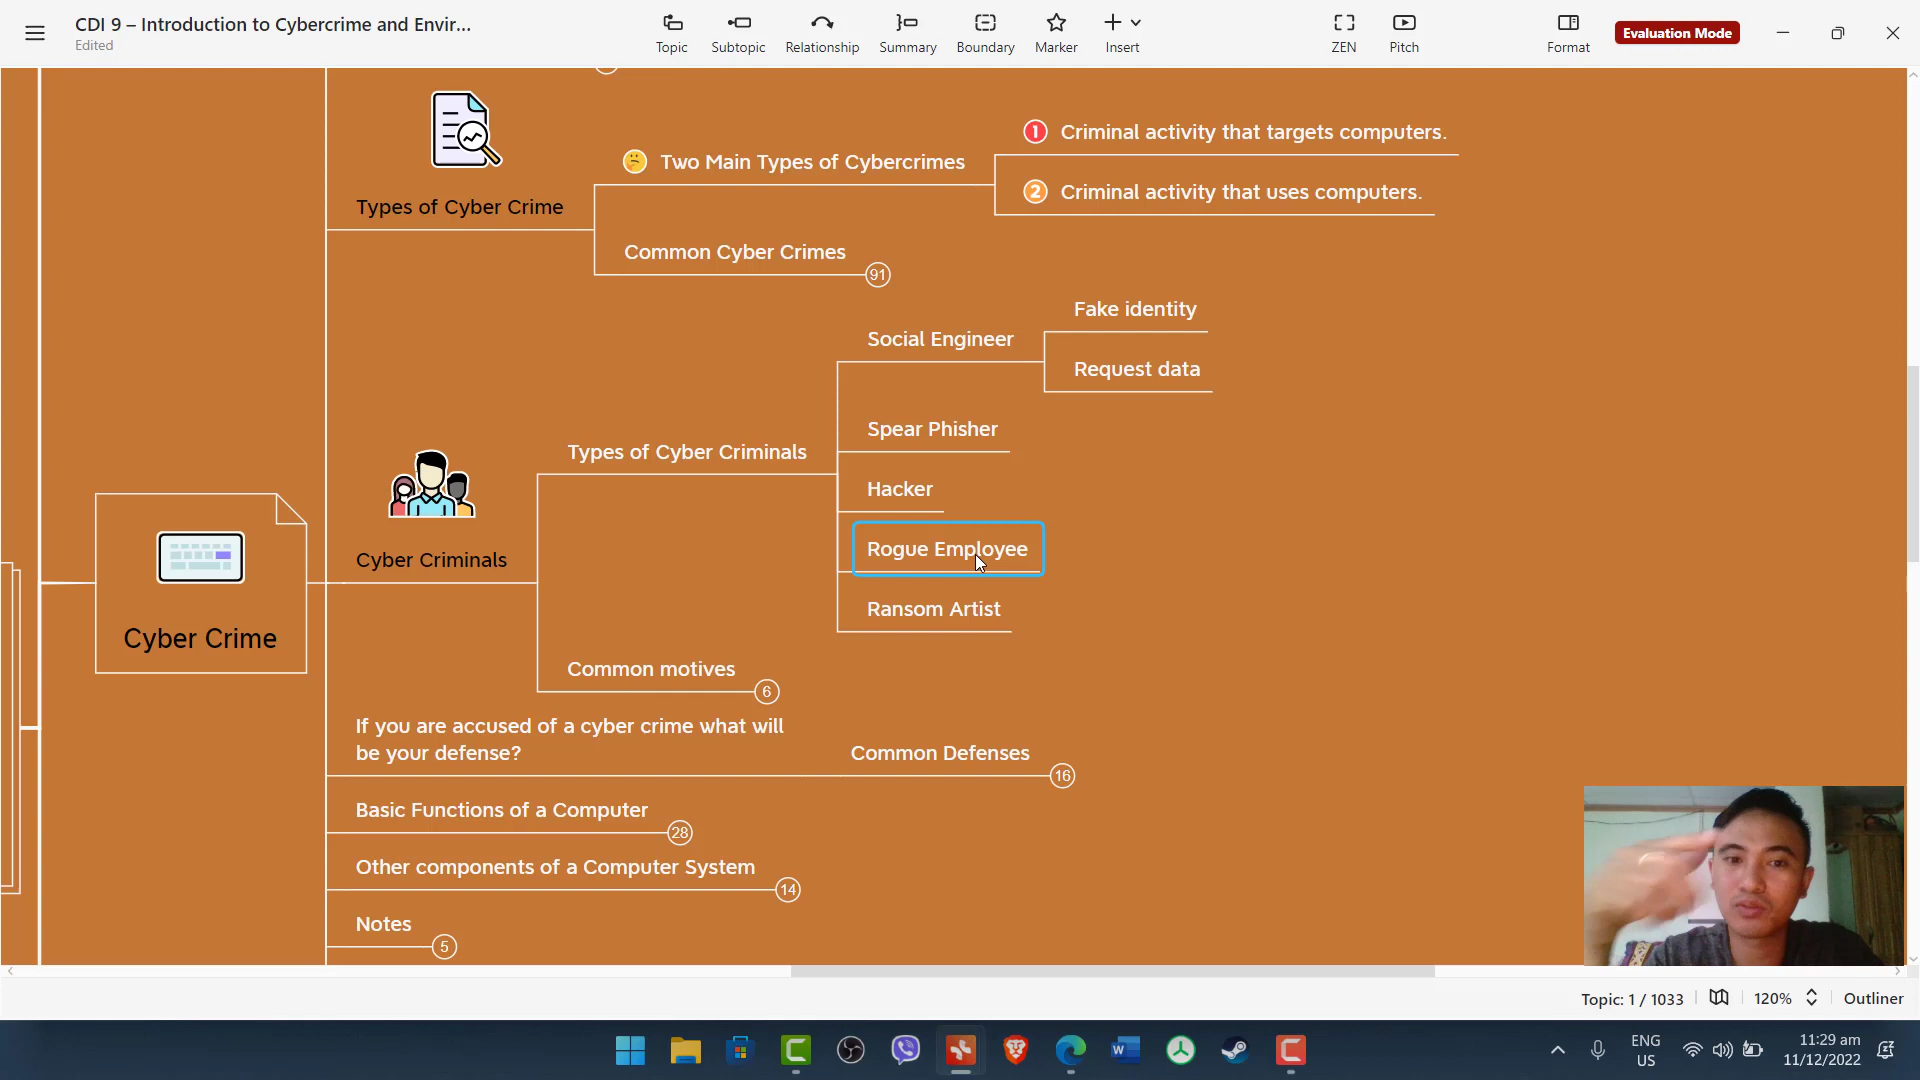 CDI 9 – Introduction to Cybercrime and Envir...
Edited
Topic
Subtopic
Relationship
Summary
Boundary
Marker
Insert
ZEN
Pitch
Format
Evaluation Mode
Types of Cyber Crime
Two Main Types of Cybercrimes
1 Criminal activity that targets computers.
2 Criminal activity that uses computers.
Common Cyber Crimes
91
Cyber Crime
Cyber Criminals
Types of Cyber Criminals
Social Engineer
Fake identity
Request data
Spear Phisher
Hacker
Rogue Employee
Ransom Artist
Common motives
6
If you are accused of a cyber crime what will
be your defense?
Common Defenses
16
Basic Functions of a Computer
28
Other components of a Computer System
14
Notes
5
Topic: 1 / 1033
120%
Outliner
ENG
US
11:29 am
11/12/2022